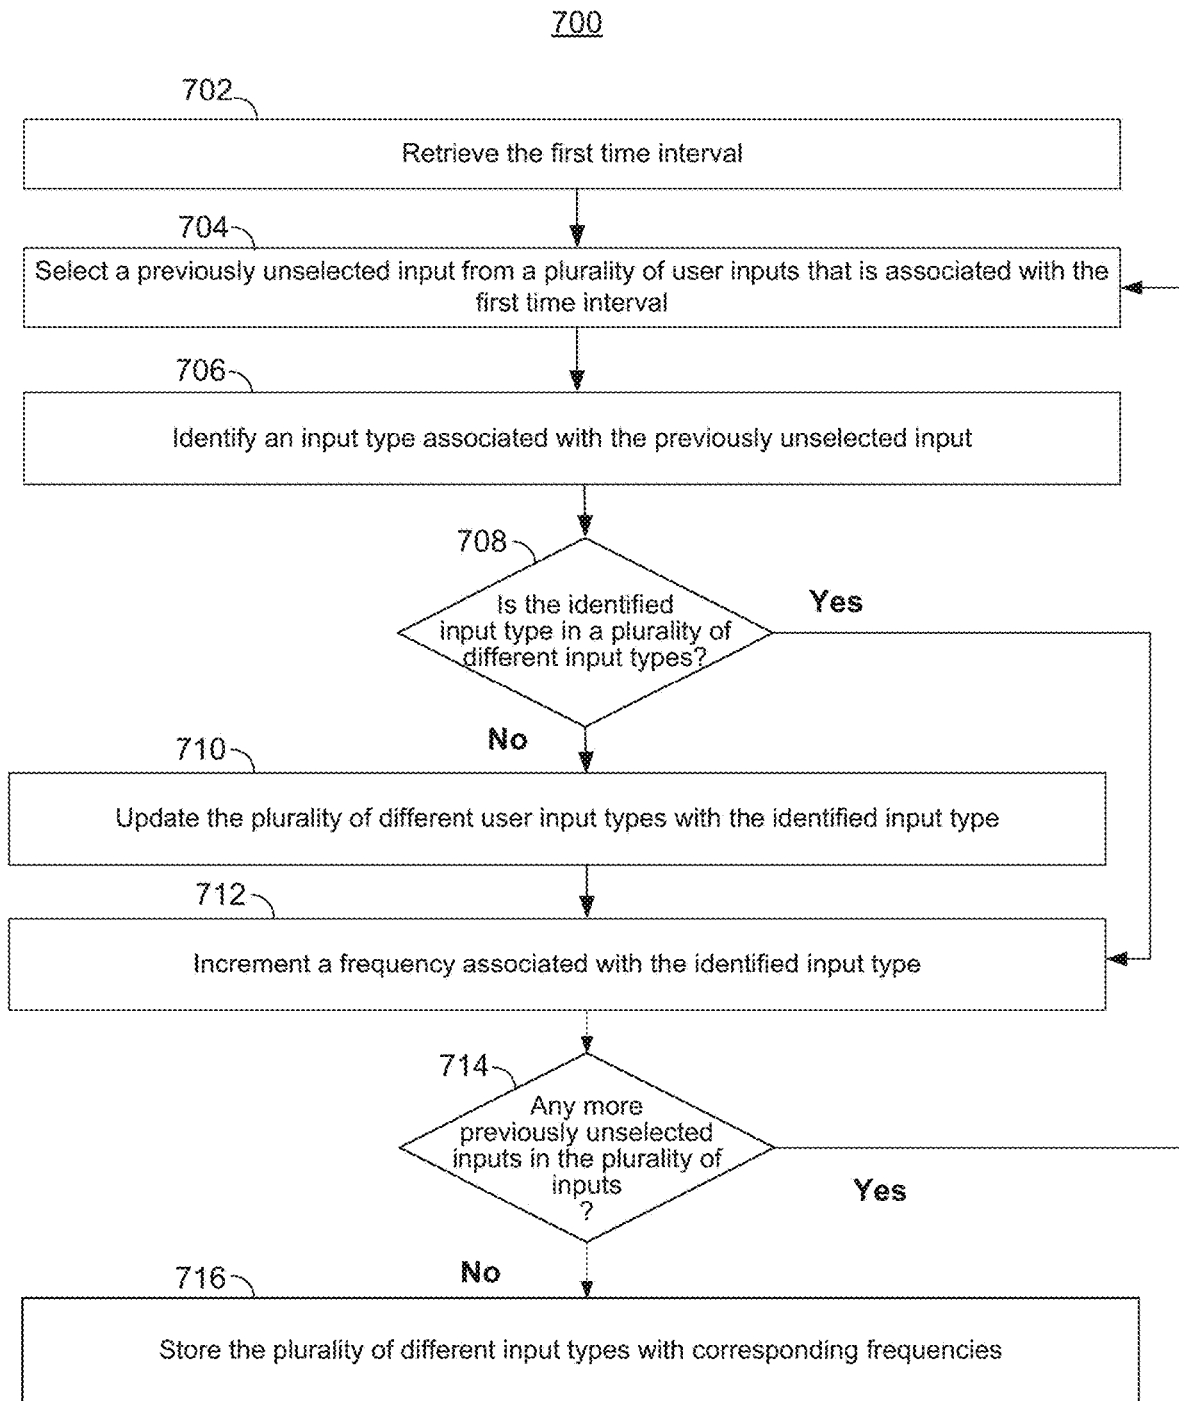 700
702
Retrieve the first time interval
704
Select a previously unselected input from a plurality of user inputs that is associated with the
first time interval
706
Identify an input type associated with the previously unselected input
708
Is the identified
input type in a plurality of
different input types?
Yes
No
710
Update the plurality of different user input types with the identified input type
712
Increment a frequency associated with the identified input type
714
Any more
previously unselected
inputs in the plurality of
inputs
?
Yes
No
716
Store the plurality of different input types with corresponding frequencies